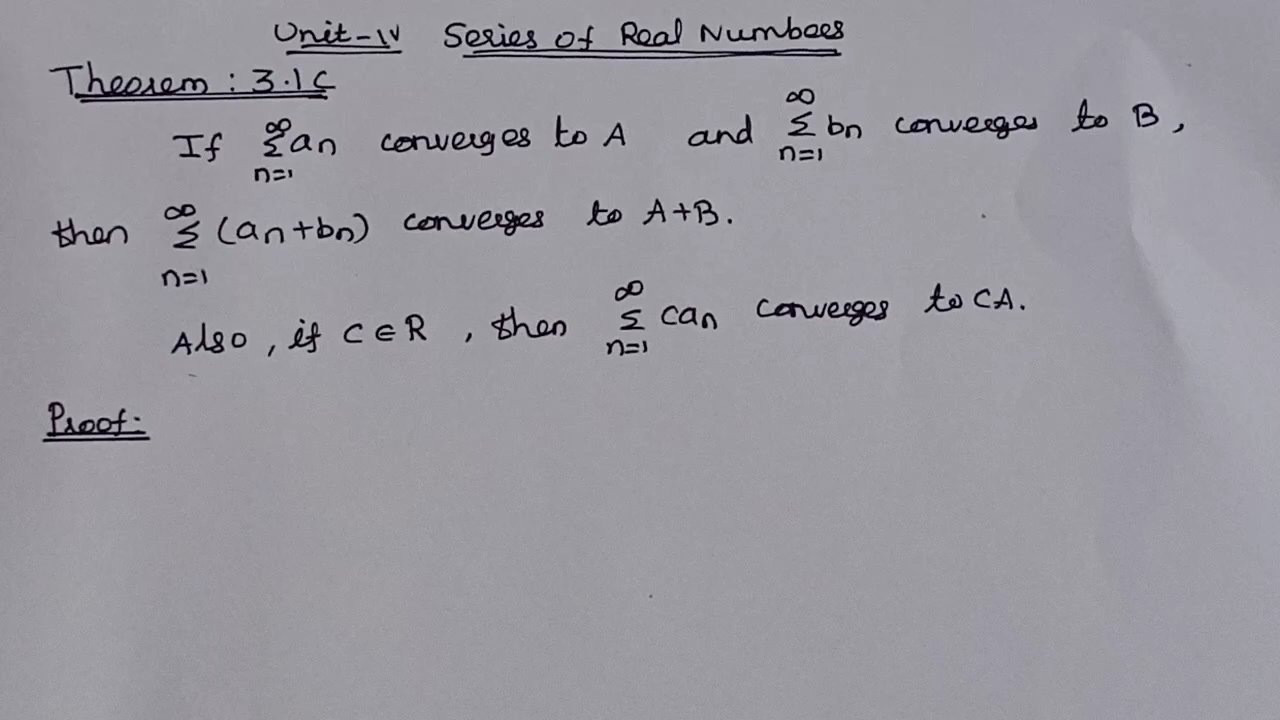 Unit-IV Series of Real Numbers
Theorem : 3.1C
If ∞ Σ n=1 an converges to A and ∞ Σ n=1 bn converges to B,
then ∞ Σ n=1 (an+bn) converges to A+B.
Also, if C ∈ R, then ∞ Σ n=1 can converges to CA.
Proof:-